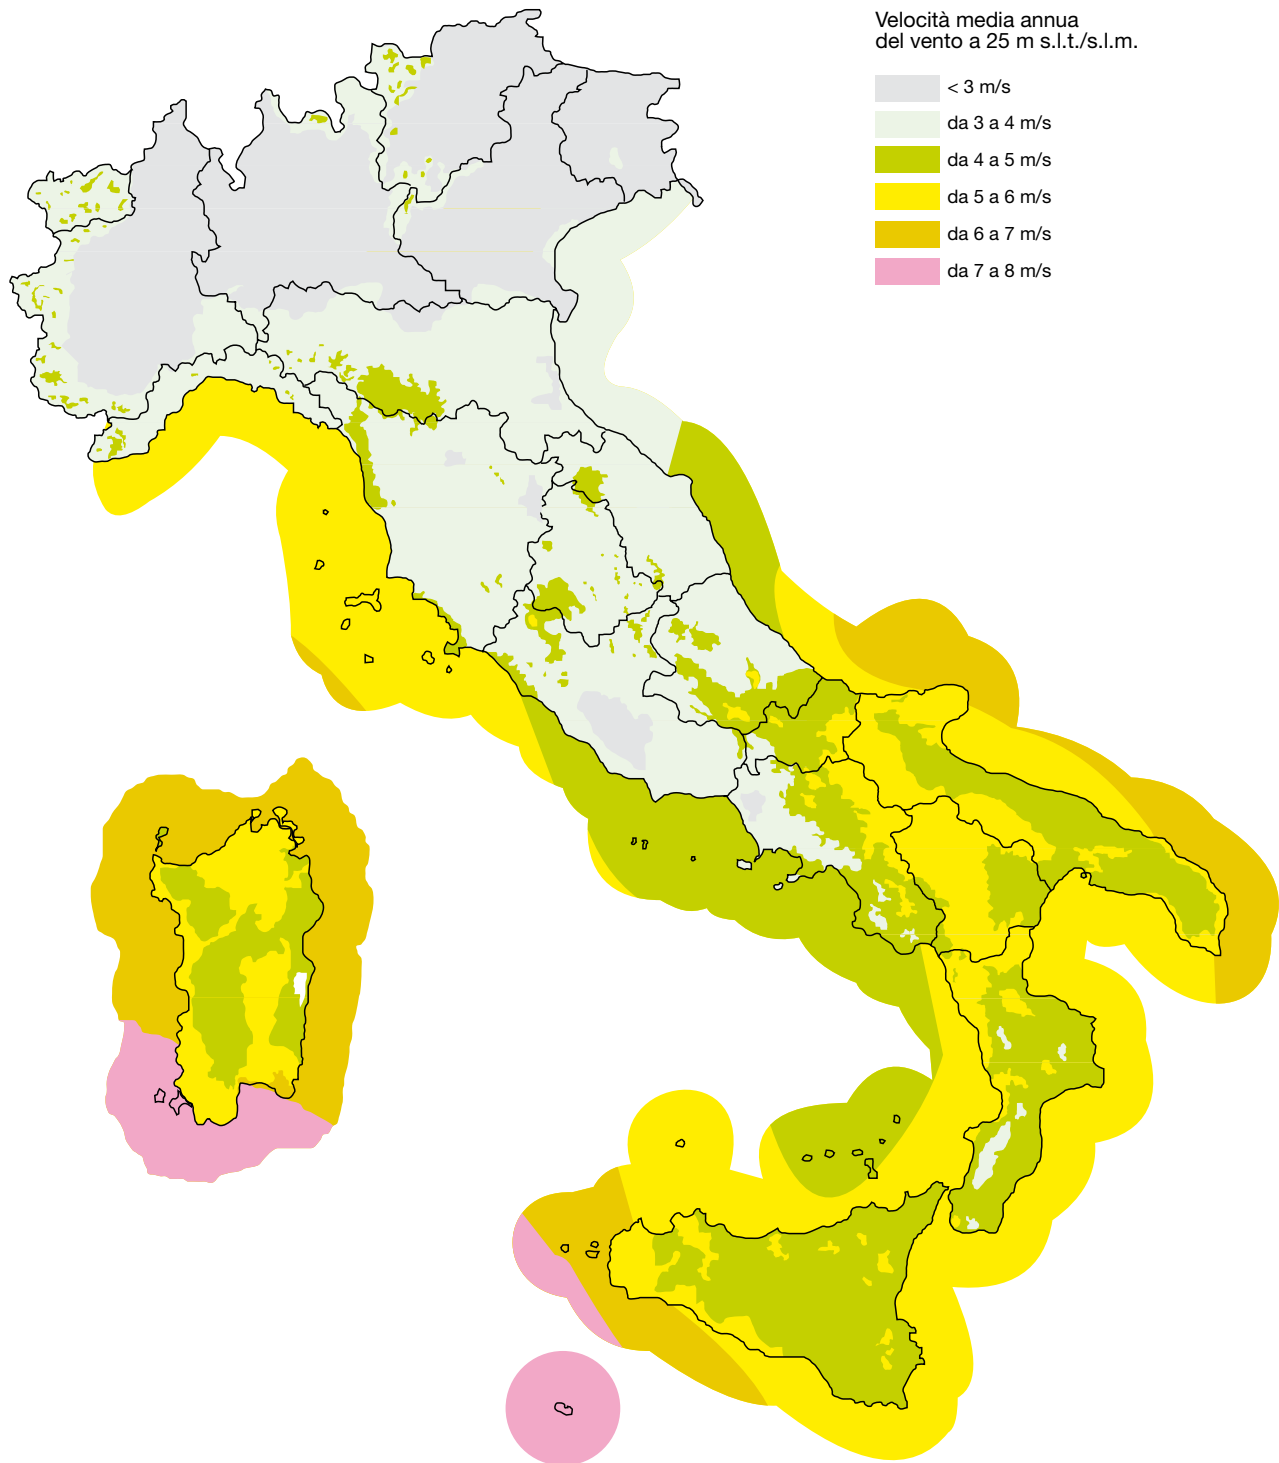 Velocità media annua
del vento a 25 m s.l.t./s.l.m.
< 3 m/s
da 3 a 4 m/s
da 4 a 5 m/s
da 5 a 6 m/s
da 6 a 7 m/s
da 7 a 8 m/s